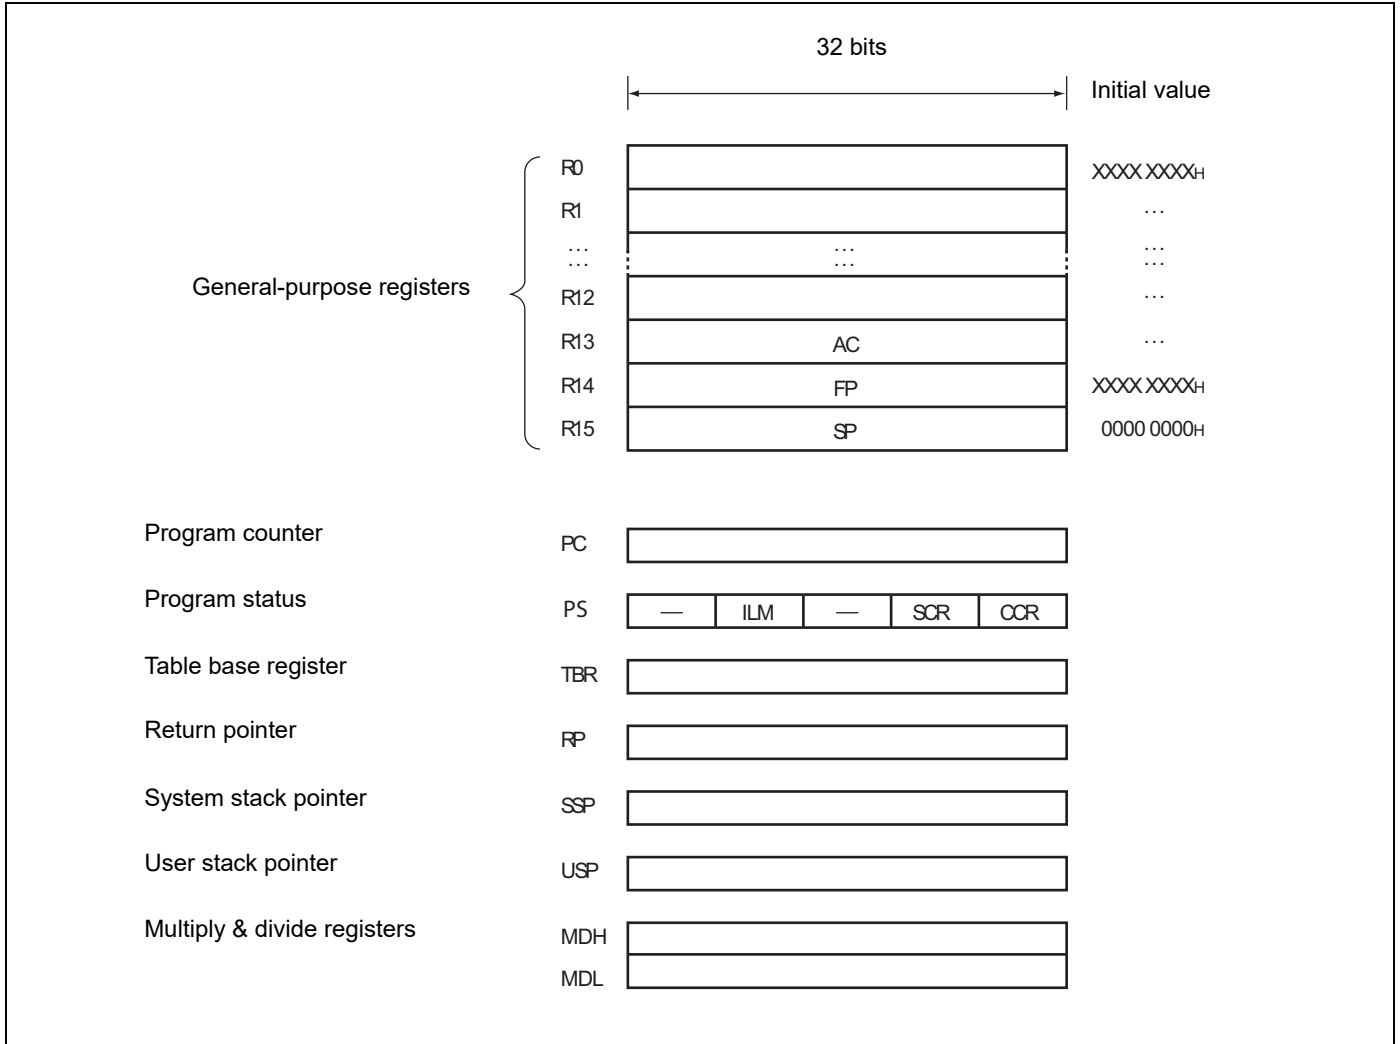 32 bits
Initial value
R0 XXXX XXXXH
R1 ...
... ... ...
... ... ...
General-purpose registers
R12 ...
R13 AC ...
R14 FP XXXX XXXXH
R15 SP 0000 0000H
Program counter PC
Program status PS — ILM — SCR CCR
Table base register TBR
Return pointer RP
System stack pointer SSP
User stack pointer USP
Multiply & divide registers MDH
MDL